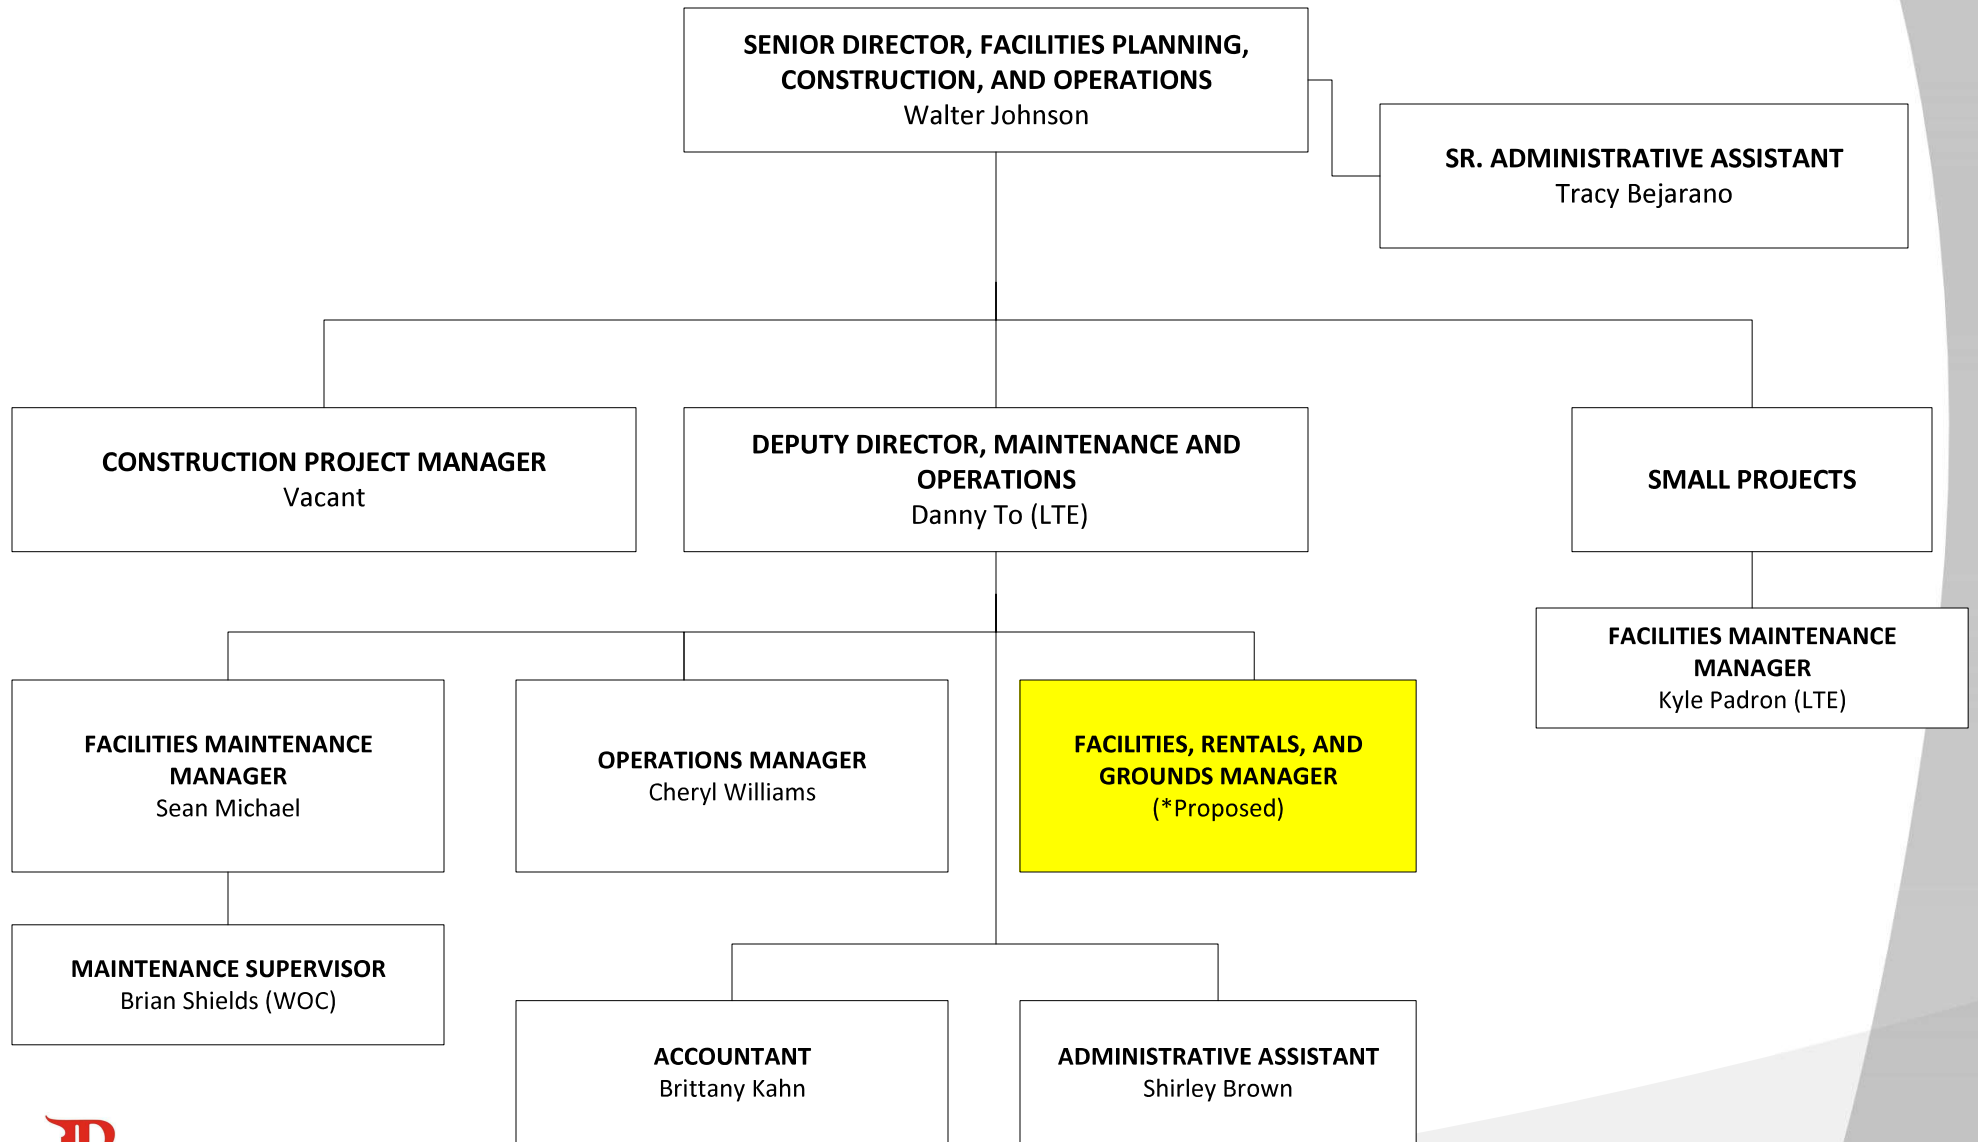 SENIOR DIRECTOR, FACILITIES PLANNING,
CONSTRUCTION, AND OPERATIONS
Walter Johnson
SR. ADMINISTRATIVE ASSISTANT
Tracy Bejarano
CONSTRUCTION PROJECT MANAGER
Vacant
DEPUTY DIRECTOR, MAINTENANCE AND
OPERATIONS
Danny To (LTE)
SMALL PROJECTS
FACILITIES MAINTENANCE
MANAGER
Kyle Padron (LTE)
FACILITIES MAINTENANCE
MANAGER
Sean Michael
OPERATIONS MANAGER
Cheryl Williams
FACILITIES, RENTALS, AND
GROUNDS MANAGER
(*Proposed)
MAINTENANCE SUPERVISOR
Brian Shields (WOC)
ACCOUNTANT
Brittany Kahn
ADMINISTRATIVE ASSISTANT
Shirley Brown